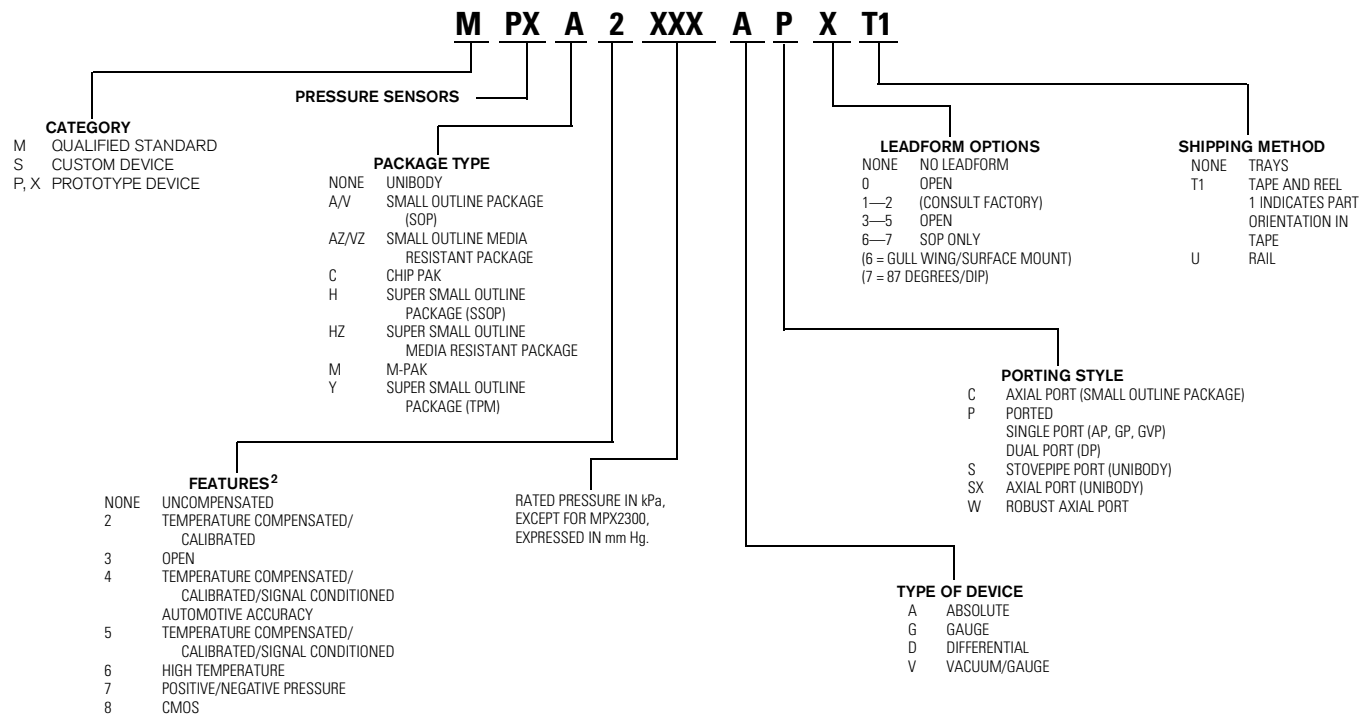 M PX A 2 XXX A P X T1
PRESSURE SENSORS
CATEGORY
M QUALIFIED STANDARD
S CUSTOM DEVICE
P, X PROTOTYPE DEVICE
PACKAGE TYPE
NONE UNIBODY
A/V SMALL OUTLINE PACKAGE
(SOP)
AZ/VZ SMALL OUTLINE MEDIA
RESISTANT PACKAGE
C CHIP PAK
H SUPER SMALL OUTLINE
PACKAGE (SSOP)
HZ SUPER SMALL OUTLINE
MEDIA RESISTANT PACKAGE
M M-PAK
Y SUPER SMALL OUTLINE
PACKAGE (TPM)
LEADFORM OPTIONS
NONE NO LEADFORM
0 OPEN
1—2 (CONSULT FACTORY)
3—5 OPEN
6—7 SOP ONLY
(6 = GULL WING/SURFACE MOUNT)
(7 = 87 DEGREES/DIP)
SHIPPING METHOD
NONE TRAYS
T1 TAPE AND REEL
1 INDICATES PART
ORIENTATION IN
TAPE
U RAIL
PORTING STYLE
C AXIAL PORT (SMALL OUTLINE PACKAGE)
P PORTED
SINGLE PORT (AP, GP, GVP)
DUAL PORT (DP)
S STOVEPIPE PORT (UNIBODY)
SX AXIAL PORT (UNIBODY)
W ROBUST AXIAL PORT
FEATURES2
NONE UNCOMPENSATED
2 TEMPERATURE COMPENSATED/
CALIBRATED
3 OPEN
4 TEMPERATURE COMPENSATED/
CALIBRATED/SIGNAL CONDITIONED
AUTOMOTIVE ACCURACY
5 TEMPERATURE COMPENSATED/
CALIBRATED/SIGNAL CONDITIONED
6 HIGH TEMPERATURE
7 POSITIVE/NEGATIVE PRESSURE
8 CMOS
RATED PRESSURE IN kPa,
EXCEPT FOR MPX2300,
EXPRESSED IN mm Hg.
TYPE OF DEVICE
A ABSOLUTE
G GAUGE
D DIFFERENTIAL
V VACUUM/GAUGE